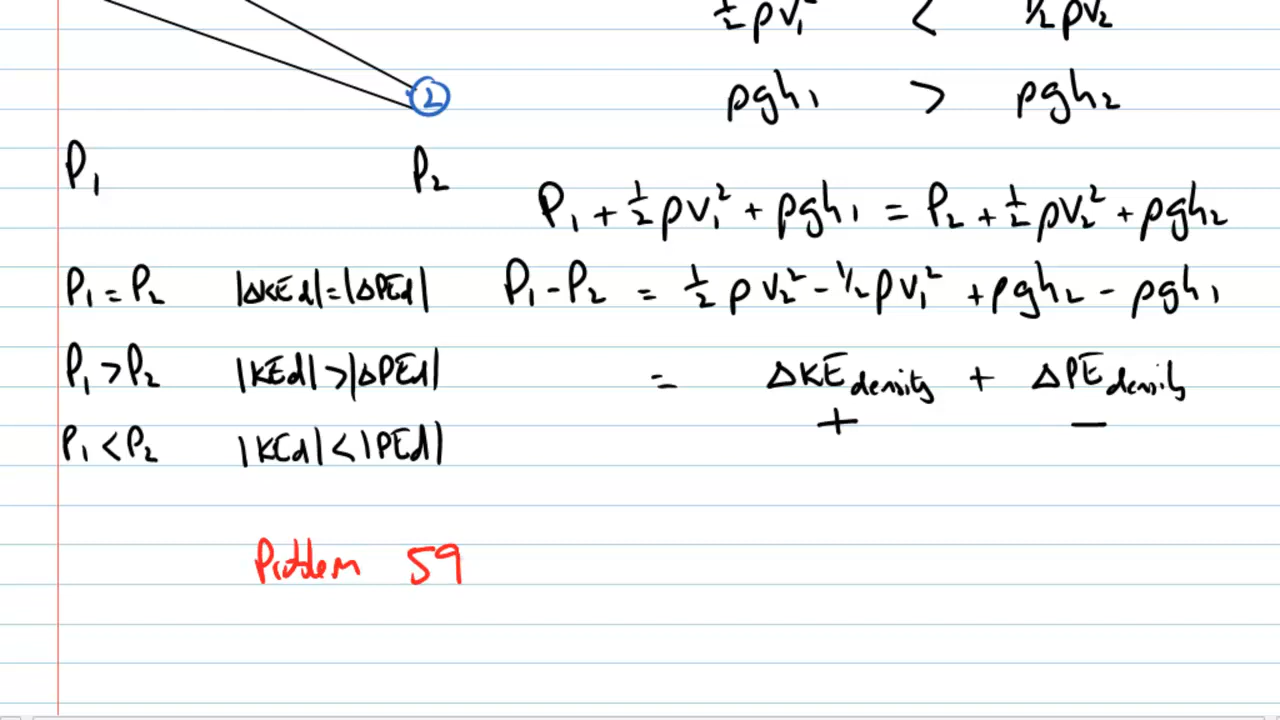 ½ρv₁² < ½ρv₂
②
ρgh₁ > ρgh₂
P₁ P₂
P₁ + ½ρv₁² + ρgh₁ = P₂ + ½ρv₂² + ρgh₂
P₁ = P₂ |ΔKEd| = |ΔPEd|
P₁ - P₂ = ½ρv₂² - ½ρv₁² + ρgh₂ - ρgh₁
P₁ > P₂ |KEd| > |ΔPEd|
= ΔKE density + ΔPE density
+ −
P₁ < P₂ |KEd| < |PEd|
Problem 59